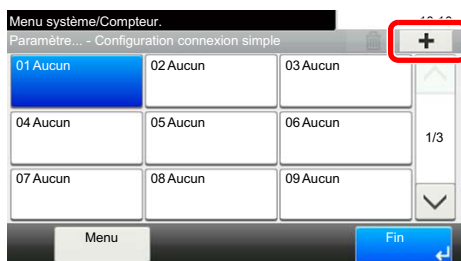 Menu système/Compteur.
Paramètre... - Configuration connexion simple
01 Aucun 02 Aucun 03 Aucun
04 Aucun 05 Aucun 06 Aucun
1/3
07 Aucun 08 Aucun 09 Aucun
Menu Fin